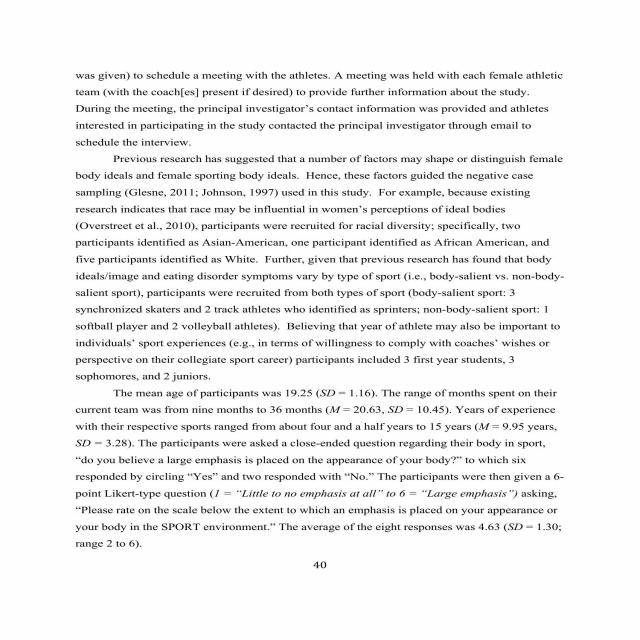 was given) to schedule a meeting with the athletes. A meeting was held with each female athletic
team (with the coach[es] present if desired) to provide further information about the study.
During the meeting, the principal investigator’s contact information was provided and athletes
interested in participating in the study contacted the principal investigator through email to
schedule the interview.
Previous research has suggested that a number of factors may shape or distinguish female
body ideals and female sporting body ideals.  Hence, these factors guided the negative case
sampling (Glesne, 2011; Johnson, 1997) used in this study.  For example, because existing
research indicates that race may be influential in women’s perceptions of ideal bodies
(Overstreet et al., 2010), participants were recruited for racial diversity; specifically, two
participants identified as Asian-American, one participant identified as African American, and
five participants identified as White.  Further, given that previous research has found that body
ideals/image and eating disorder symptoms vary by type of sport (i.e., body-salient vs. non-body-
salient sport), participants were recruited from both types of sport (body-salient sport: 3
synchronized skaters and 2 track athletes who identified as sprinters; non-body-salient sport: 1
softball player and 2 volleyball athletes).  Believing that year of athlete may also be important to
individuals’ sport experiences (e.g., in terms of willingness to comply with coaches’ wishes or
perspective on their collegiate sport career) participants included 3 first year students, 3
sophomores, and 2 juniors.
The mean age of participants was 19.25 (SD = 1.16). The range of months spent on their
current team was from nine months to 36 months (M = 20.63, SD = 10.45). Years of experience
with their respective sports ranged from about four and a half years to 15 years (M = 9.95 years,
SD = 3.28). The participants were asked a close-ended question regarding their body in sport,
“do you believe a large emphasis is placed on the appearance of your body?” to which six
responded by circling “Yes” and two responded with “No.” The participants were then given a 6-
point Likert-type question (1 = “Little to no emphasis at all” to 6 = “Large emphasis”) asking,
“Please rate on the scale below the extent to which an emphasis is placed on your appearance or
your body in the SPORT environment.” The average of the eight responses was 4.63 (SD = 1.30;
range 2 to 6).
40